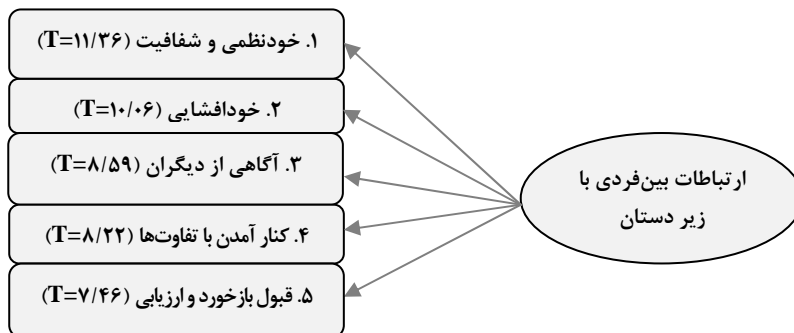 ۱. خودنظمی و شفافیت (T=۱۱/۳۶)
۲. خودافشایی (T=۱۰/۰۶)
۳. آگاهی از دیگران (T=۸/۵۹)
۴. کنار آمدن با تفاوت‌ها (T=۸/۲۲)
۵. قبول بازخورد و ارزیابی (T=۷/۴۶)
ارتباطات بین‌فردی با
زیر دستان